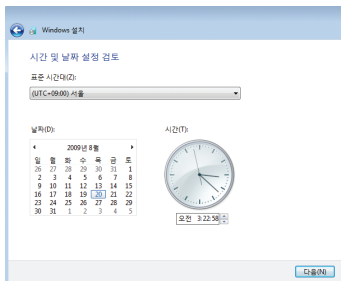 Windows 설치
시간 및 날짜 설정 검토
표준 시간대(Z):
(UTC+09:00) 서울
날짜(D):
2009년 8월
일 월 화 수 목 금 토
26 27 28 29 30 31 1
2 3 4 5 6 7 8
9 10 11 12 13 14 15
16 17 18 19 20 21 22
23 24 25 26 27 28 29
30 31 1 2 3 4 5
시간(T):
오전 3:22:58
다음(N)